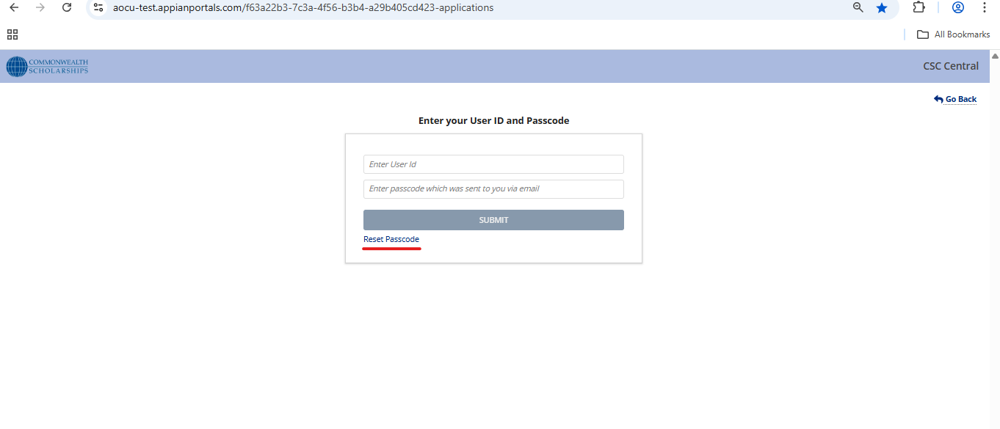 aocu-test.appianportals.com/f63a22b3-7c3a-4f56-b3b4-a29b405cd423-applications
All Bookmarks
COMMONWEALTH
SCHOLARSHIPS
CSC Central
Go Back
Enter your User ID and Passcode
Enter User Id
Enter passcode which was sent to you via email
SUBMIT
Reset Passcode